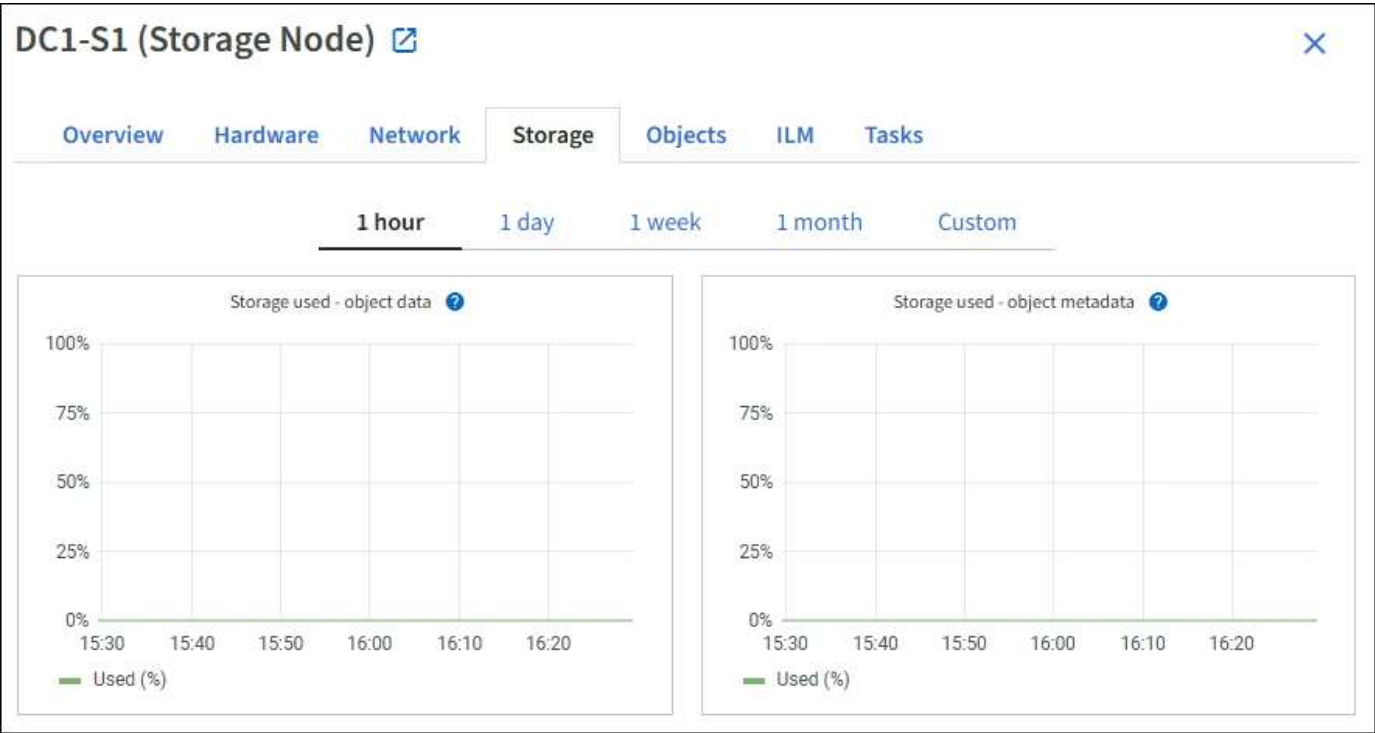 DC1-S1 (Storage Node)
Overview Hardware Network Storage Objects ILM Tasks
1 hour 1 day 1 week 1 month Custom
Storage used - object data ?
100%
75%
50%
25%
0%
15:30 15:40 15:50 16:00 16:10 16:20
Used (%)
Storage used - object metadata ?
100%
75%
50%
25%
0%
15:30 15:40 15:50 16:00 16:10 16:20
Used (%)